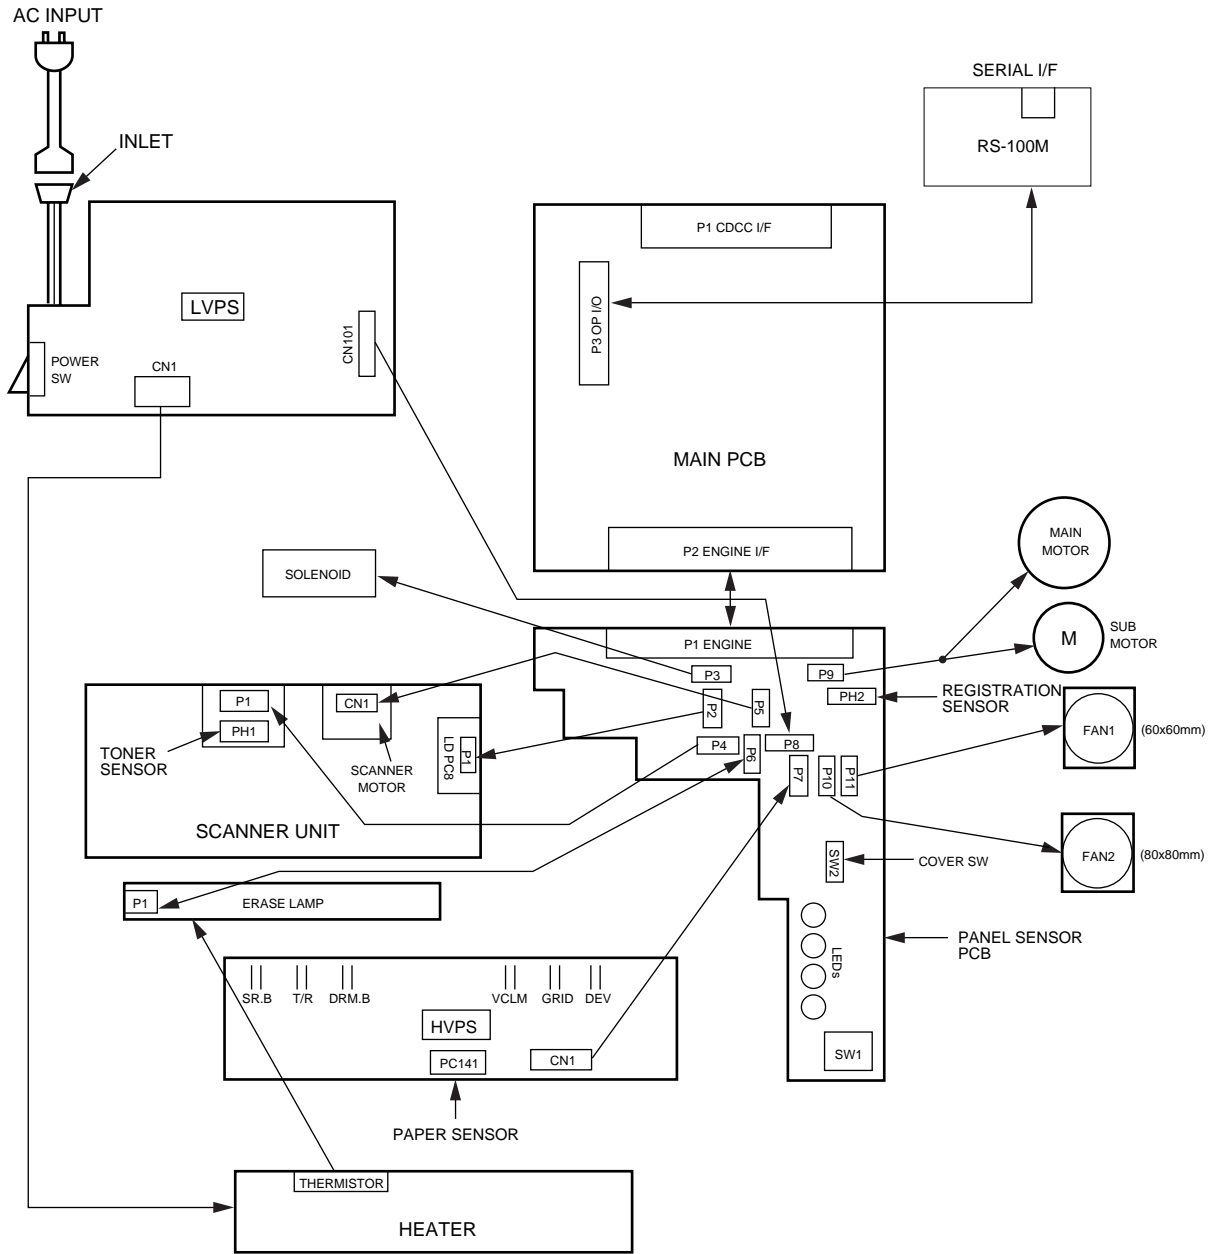 AC INPUT
SERIAL I/F
INLET
RS-100M
P1 CDCC I/F
LVPS
P3 OP I/O
CN101
POWER
SW
CN1
MAIN PCB
MAIN
MOTOR
P2 ENGINE I/F
SOLENOID
P1 ENGINE
M
SUB
MOTOR
P3
P9
PH2
REGISTRATION
SENSOR
P1
CN1
P2
P5
PH1
TONER
SENSOR
SCANNER
MOTOR
LD PC8
P1
P4
P6
P8
P7
P10
P11
FAN1
(60x60mm)
SCANNER UNIT
SW2
COVER SW
FAN2
(80x80mm)
P1
ERASE LAMP
LEDs
PANEL SENSOR
PCB
SR.B
T/R
DRM.B
VCLM
GRID
DEV
HVPS
PC141
CN1
SW1
PAPER SENSOR
THERMISTOR
HEATER